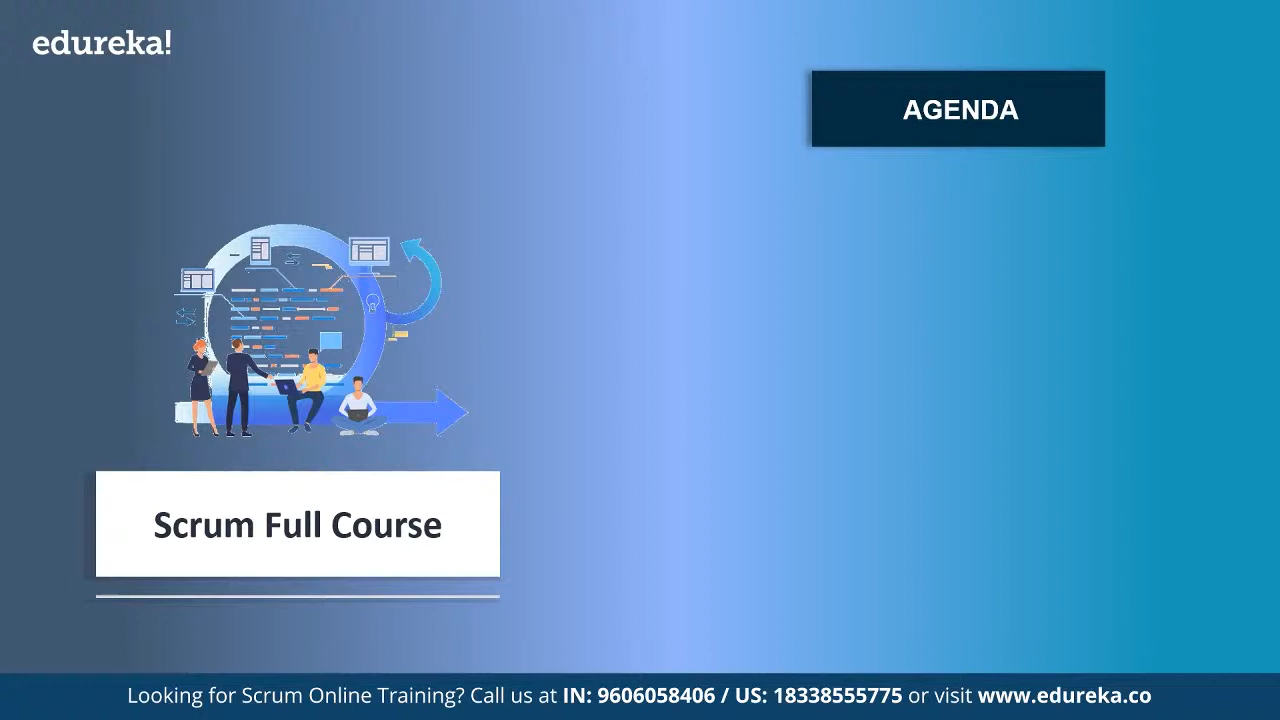 edureka!
AGENDA
Scrum Full Course
Looking for Scrum Online Training? Call us at IN: 9606058406 / US: 18338555775 or visit www.edureka.co